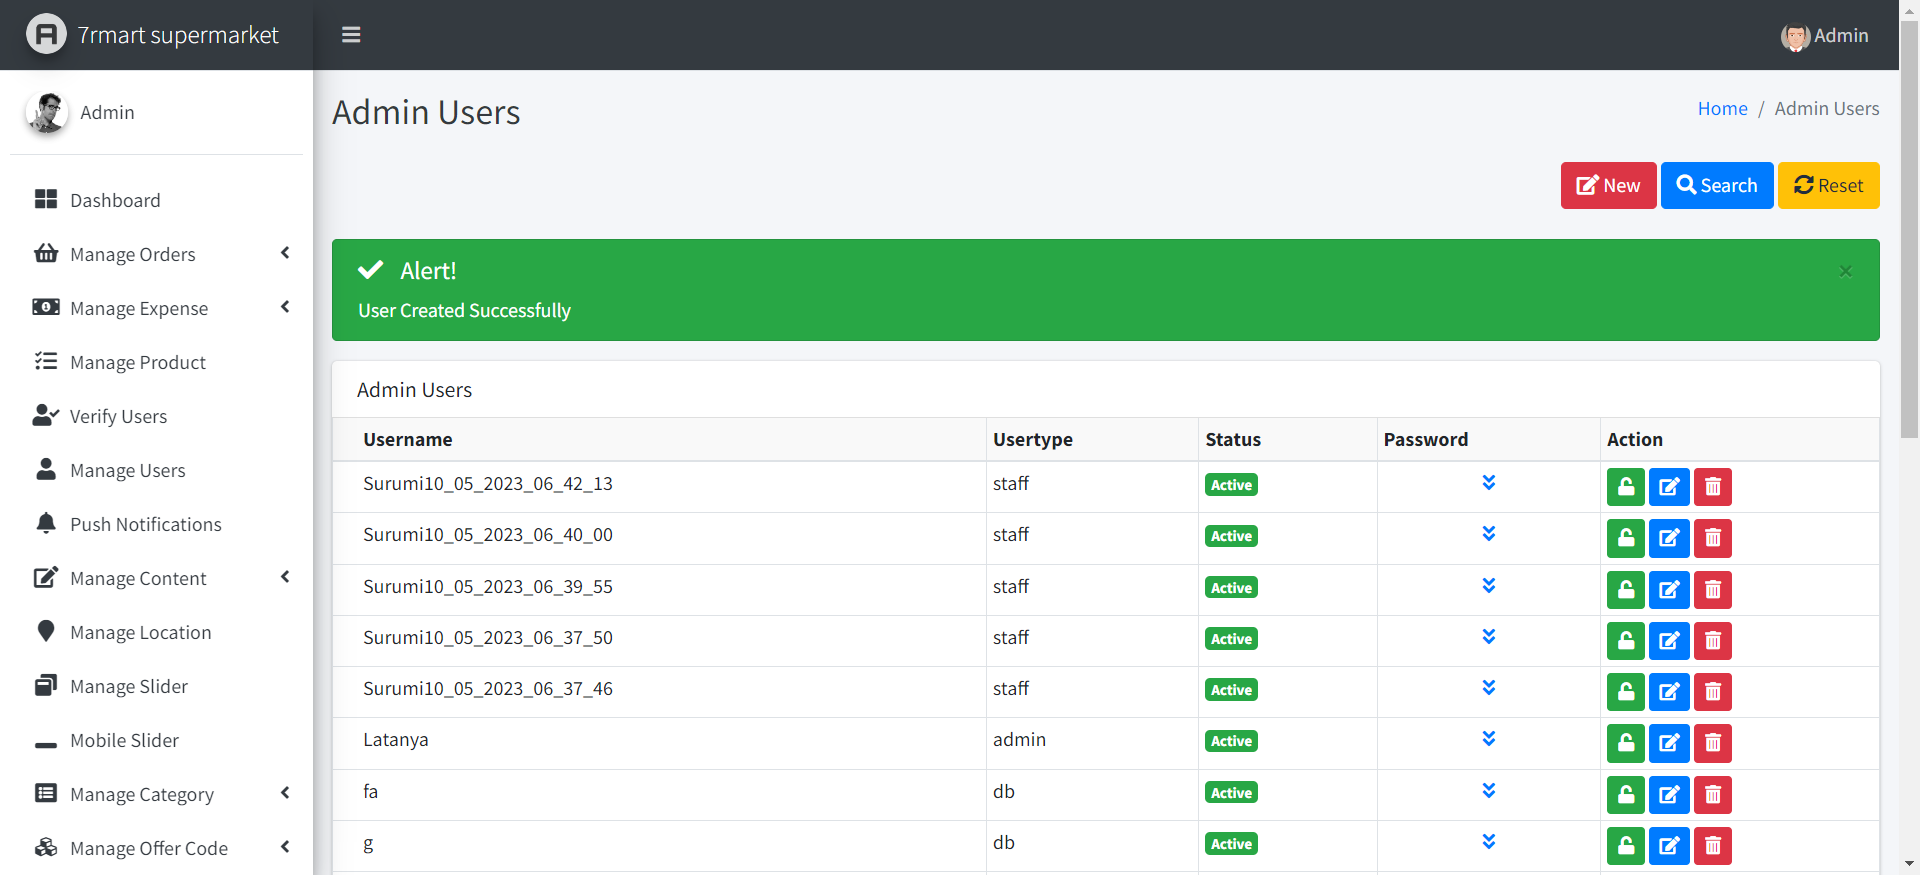 7rmart supermarket
Admin
Admin
Dashboard
Manage Orders
Manage Expense
Manage Product
Verify Users
Manage Users
Push Notifications
Manage Content
Manage Location
Manage Slider
Mobile Slider
Manage Category
Manage Offer Code
Admin Users
Home / Admin Users
New Search Reset
Alert! ×
User Created Successfully
Admin Users
Username Usertype Status Password Action
Surumi10_05_2023_06_42_13 staff Active
Surumi10_05_2023_06_40_00 staff Active
Surumi10_05_2023_06_39_55 staff Active
Surumi10_05_2023_06_37_50 staff Active
Surumi10_05_2023_06_37_46 staff Active
Latanya admin Active
fa db Active
g db Active